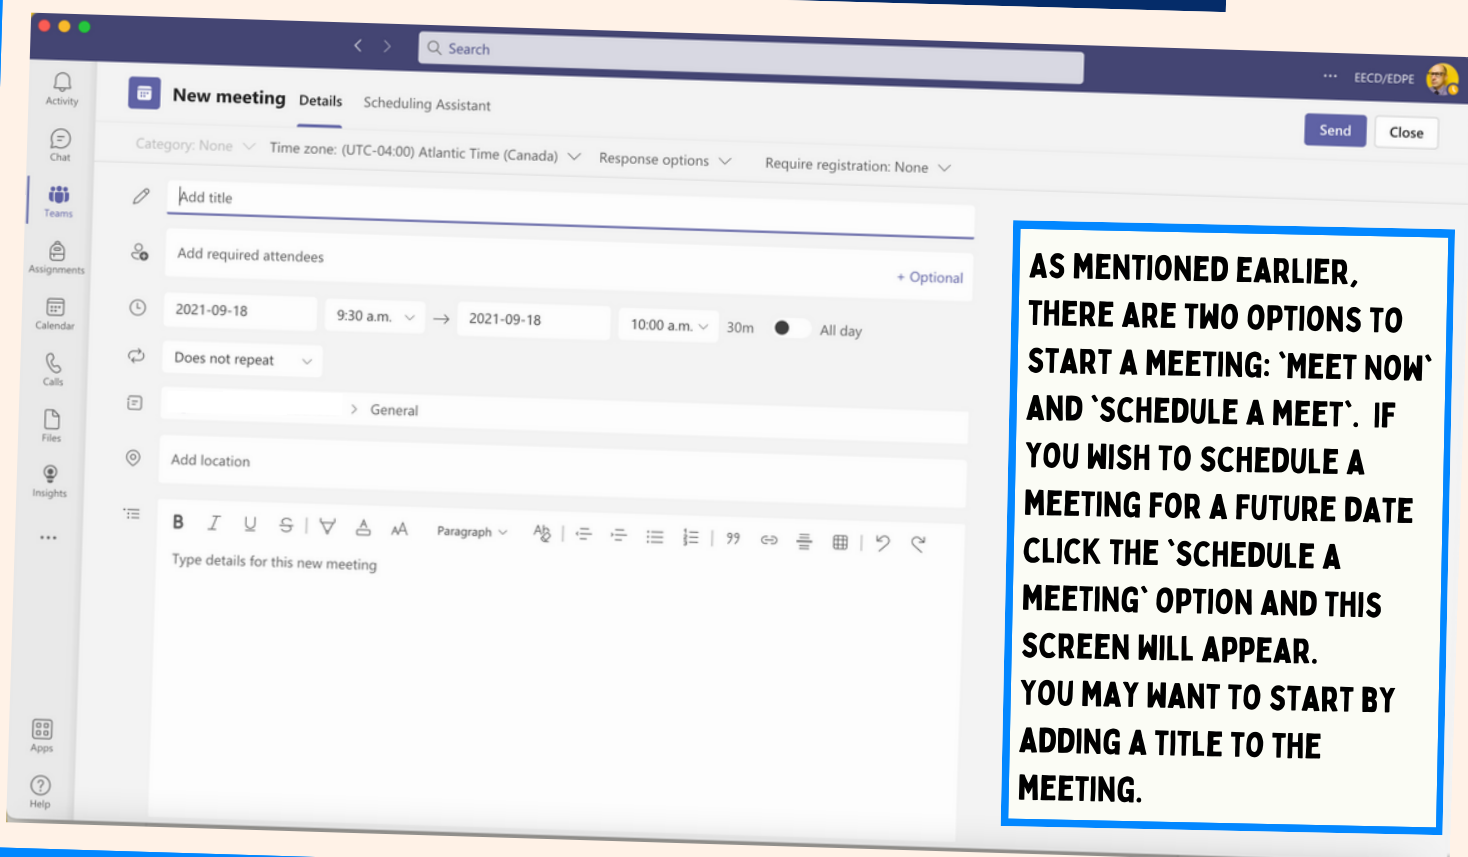 Search
EECD/EDPE
New meeting Details Scheduling Assistant
Send Close
Category: None Time zone: (UTC-04:00) Atlantic Time (Canada) Response options Require registration: None
Activity
Chat
Teams
Assignments
Calendar
Calls
Files
Insights
Apps
Help
Add title
Add required attendees
+ Optional
2021-09-18 9:30 a.m. → 2021-09-18 10:00 a.m. 30m All day
Does not repeat
> General
Add location
B I U S Paragraph
Type details for this new meeting
AS MENTIONED EARLIER,
THERE ARE TWO OPTIONS TO
START A MEETING: `MEET NOW`
AND `SCHEDULE A MEET`. IF
YOU WISH TO SCHEDULE A
MEETING FOR A FUTURE DATE
CLICK THE `SCHEDULE A
MEETING` OPTION AND THIS
SCREEN WILL APPEAR.
YOU MAY WANT TO START BY
ADDING A TITLE TO THE
MEETING.